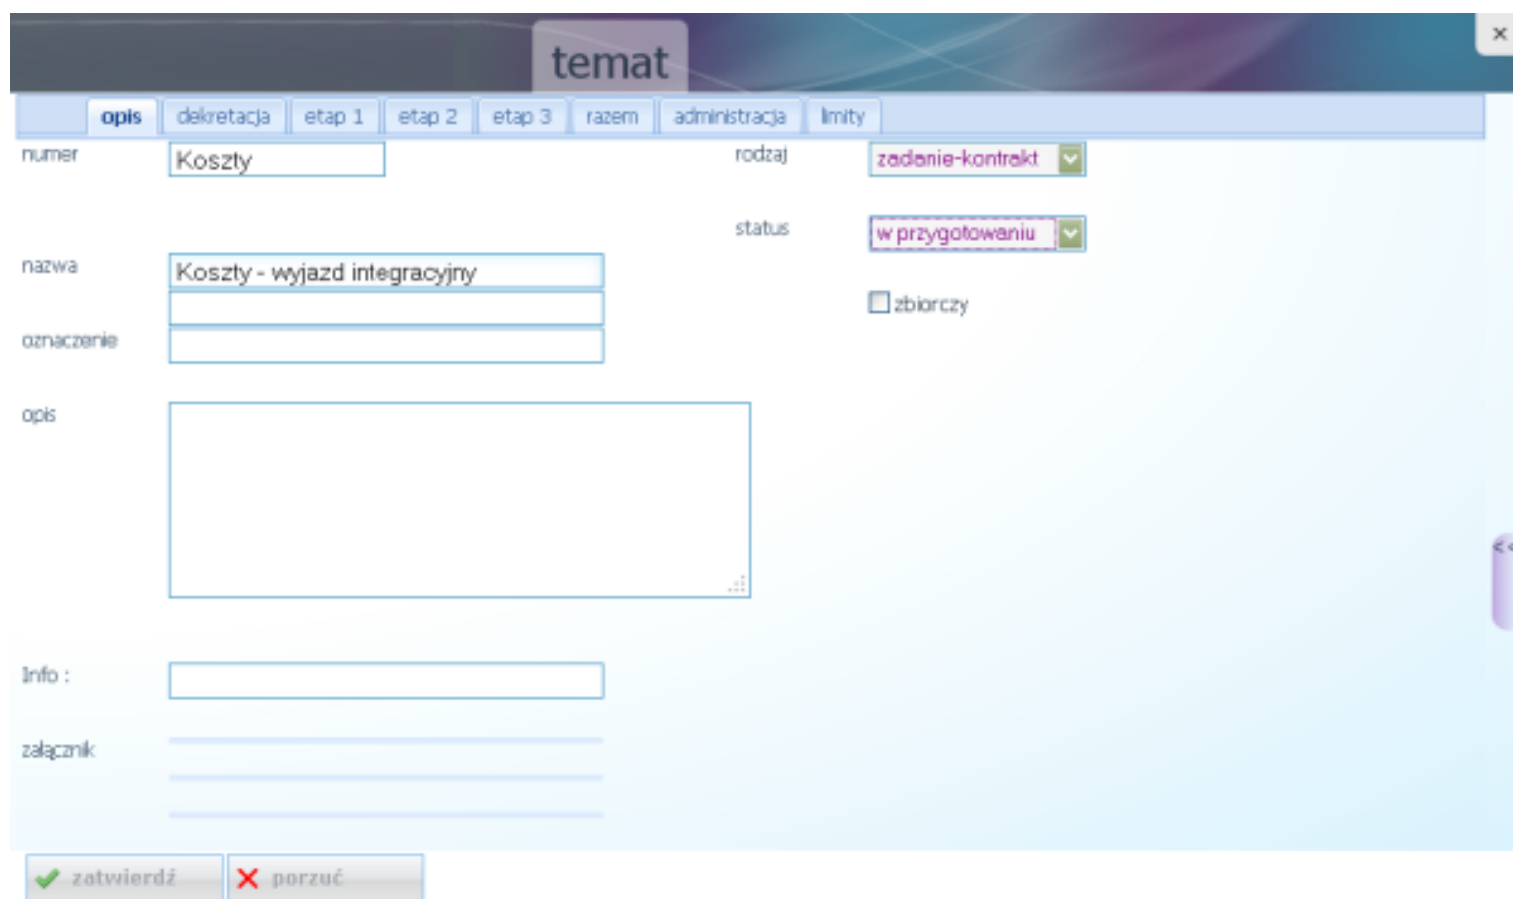 temat
×
opis dekretacja etap 1 etap 2 etap 3 razem administracja limity
numer Koszty rodzaj zadanie-kontrakt
status w przygotowaniu
nazwa Koszty - wyjazd integracyjny
zbiorczy
oznaczenie
opis
<<
Info :
załącznik
zatwierdź porzuć